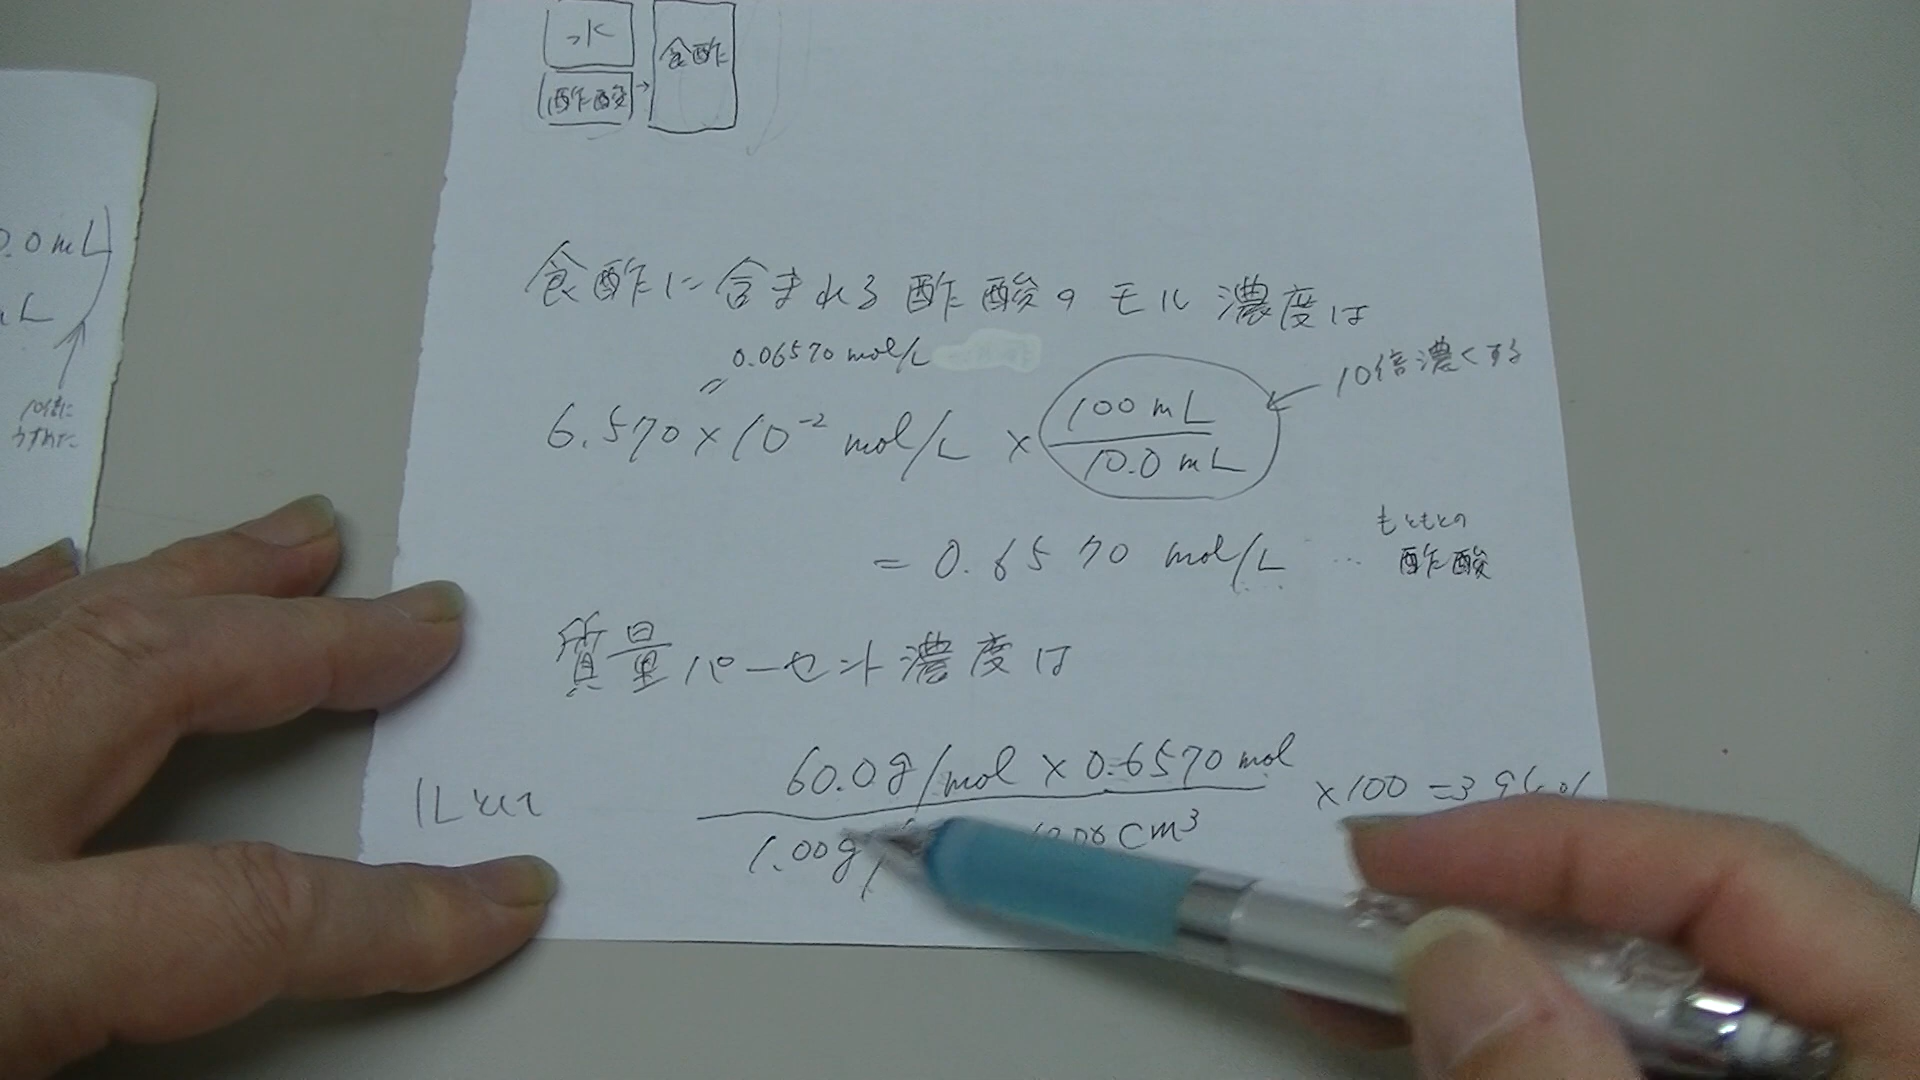 水
食酢
酢酸→
0.0mL
L
10倍に
うすめた
食酢に含まれる酢酸のモル濃度は
0.06570 mol/L
〃
6.570×10⁻² mol/L × 100 mL / 10.0 mL
10倍濃くする
= 0.6570 mol/L … もともとの
酢酸
質量パーセント濃度は
1Lとして
60.0g/mol × 0.6570 mol
×100 =3.9
1.00g/ cm³